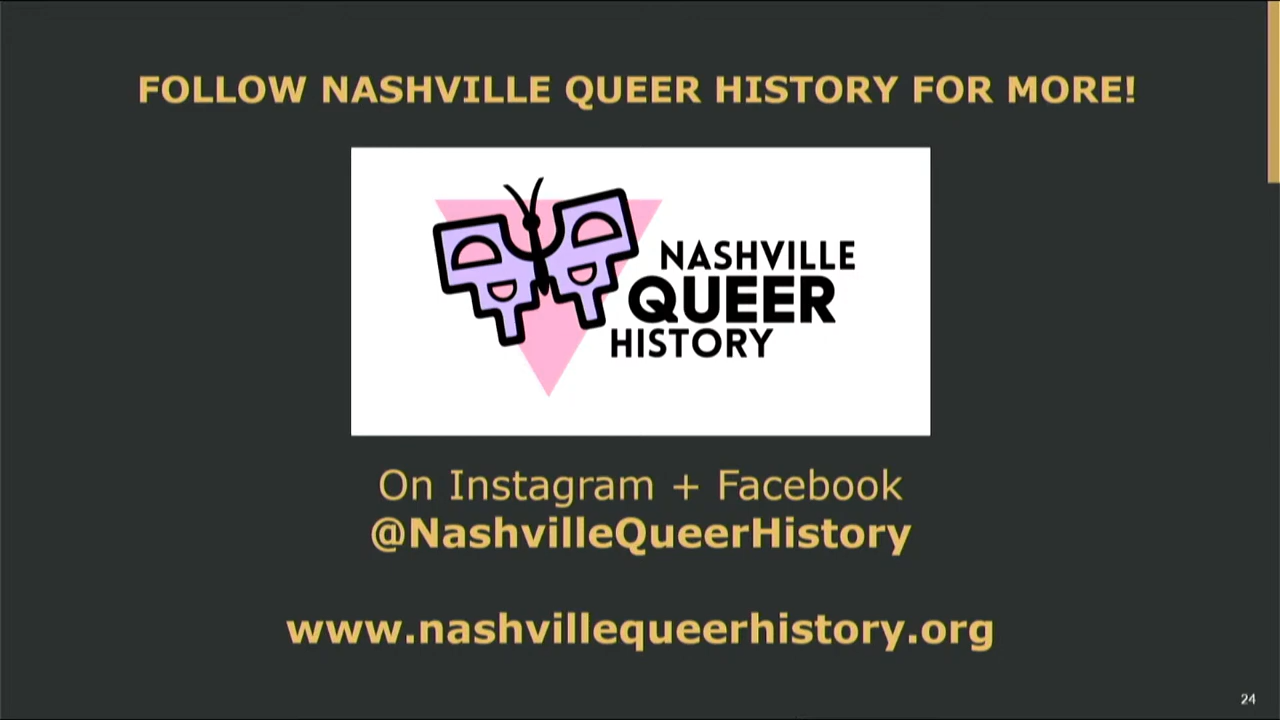 FOLLOW NASHVILLE QUEER HISTORY FOR MORE!
NASHVILLE
QUEER
HISTORY
On Instagram + Facebook
@NashvilleQueerHistory
www.nashvillequeerhistory.org
24